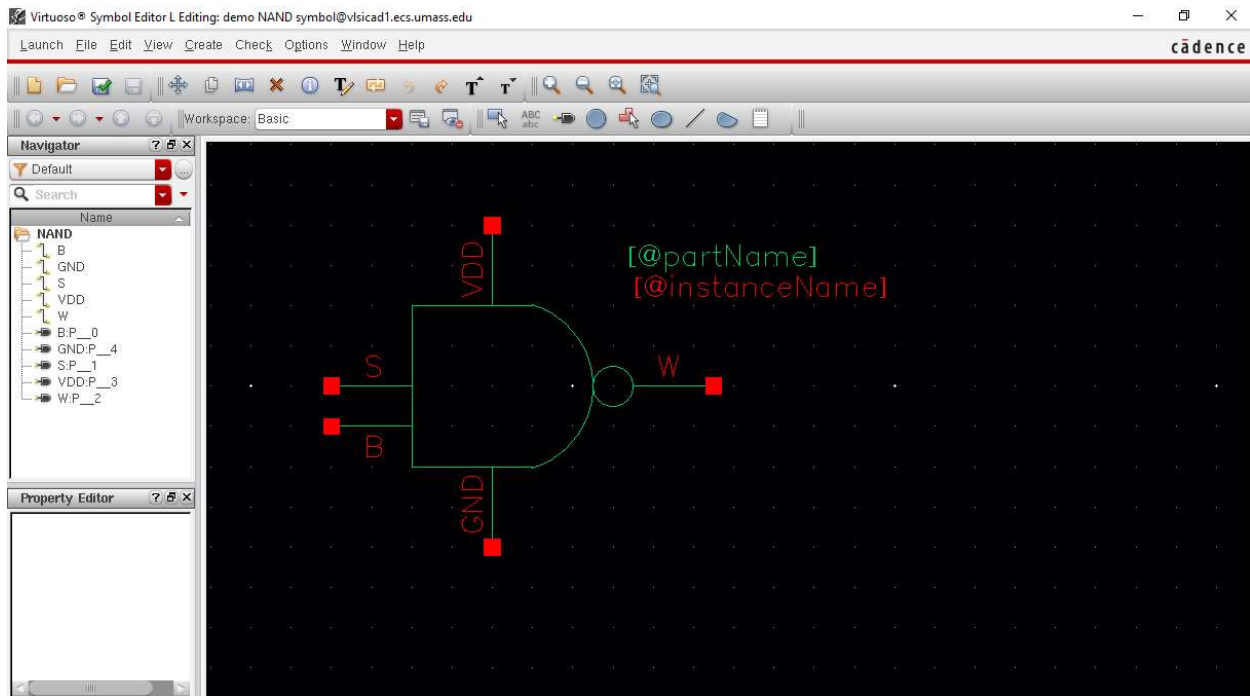 Virtuoso® Symbol Editor L Editing: demo NAND symbol@vlsicad1.ecs.umass.edu
Launch File Edit View Create Check Options Window Help
cādence
Workspace: Basic
ABC
abc
Navigator
Default
Search
Name
NAND
B
GND
S
VDD
W
B:P__0
GND:P__4
S:P__1
VDD:P__3
W:P__2
Property Editor
VDD
[@partName]
[@instanceName]
S
W
B
GND